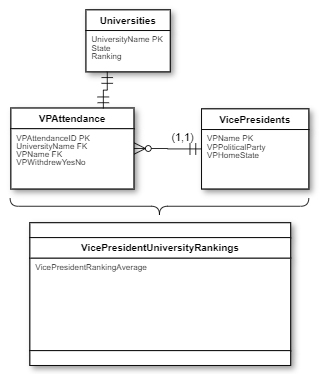 Universities
UniversityName PK
State
Ranking
VPAttendance
VPAttendanceID PK
UniversityName FK
VPName FK
VPWithdrewYesNo
(1,1)
VicePresidents
VPName PK
VPPoliticalParty
VPHomeState
VicePresidentUniversityRankings
VicePresidentRankingAverage